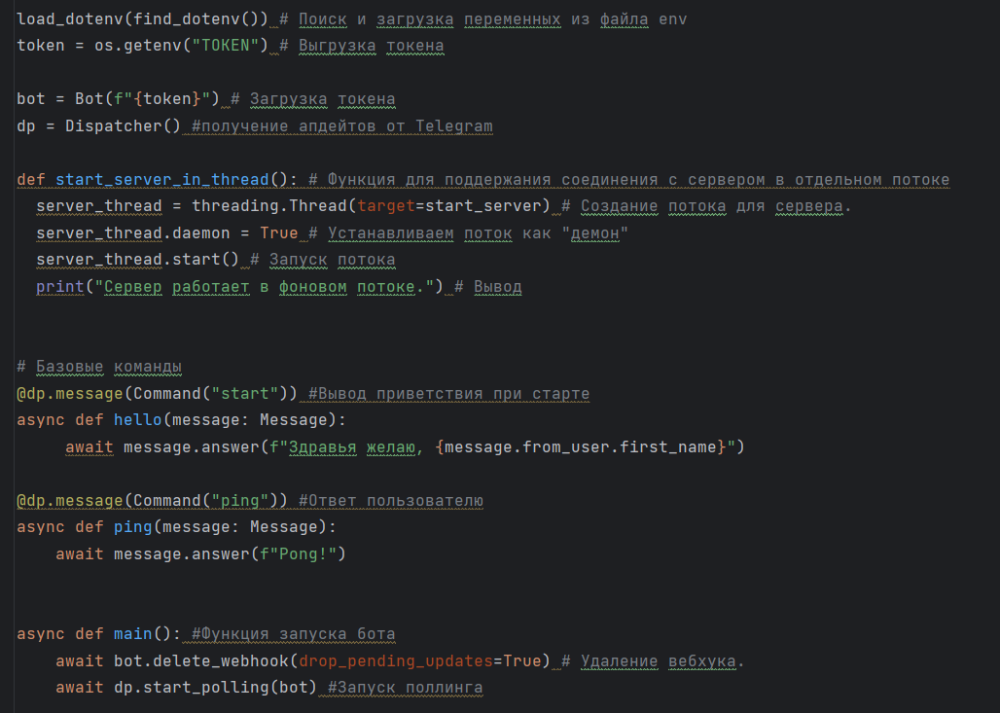 load_dotenv(find_dotenv()) # Поиск и загрузка переменных из файла env
token = os.getenv("TOKEN") # Выгрузка токена
bot = Bot(f"{token}") # Загрузка токена
dp = Dispatcher() #получение апдейтов от Telegram
def start_server_in_thread(): # Функция для поддержания соединения с сервером в отдельном потоке
server_thread = threading.Thread(target=start_server) # Создание потока для сервера.
server_thread.daemon = True # Устанавливаем поток как "демон"
server_thread.start() # Запуск потока
print("Сервер работает в фоновом потоке.") # Вывод
# Базовые команды
@dp.message(Command("start")) #Вывод приветствия при старте
async def hello(message: Message):
await message.answer(f"Здравья желаю, {message.from_user.first_name}")
@dp.message(Command("ping")) #Ответ пользователю
async def ping(message: Message):
await message.answer(f"Pong!")
async def main(): #Функция запуска бота
await bot.delete_webhook(drop_pending_updates=True) # Удаление вебхука.
await dp.start_polling(bot) #Запуск поллинга